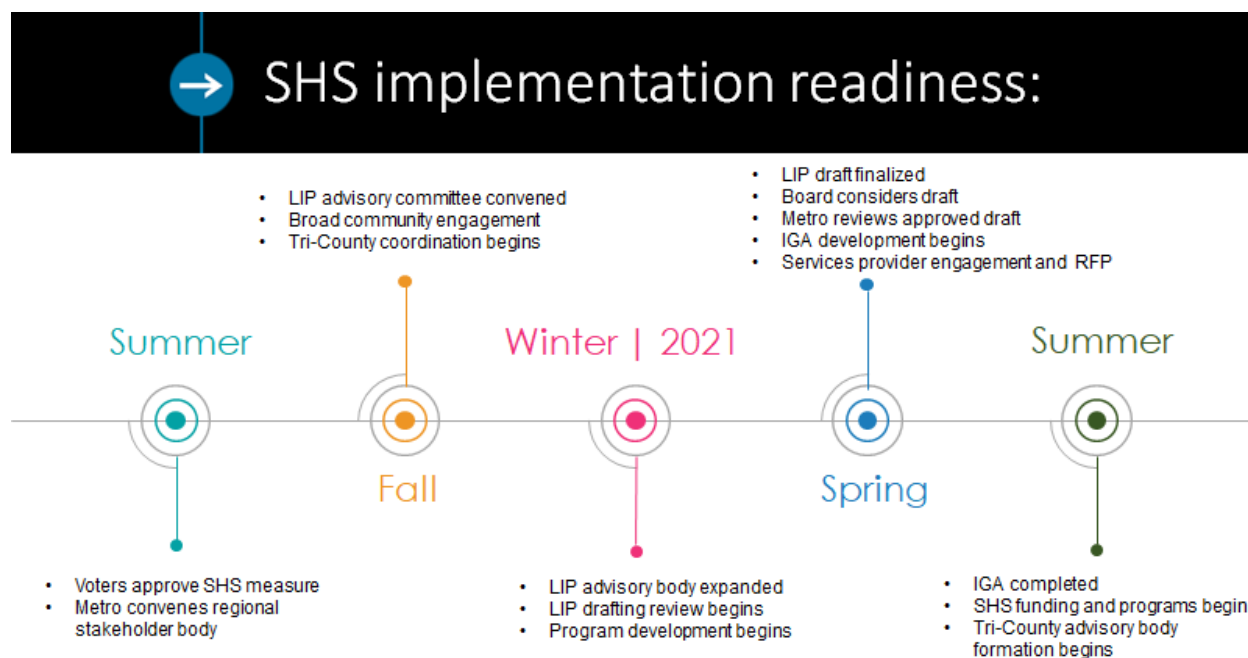 SHS implementation readiness:
• LIP advisory committee convened
• Broad community engagement
• Tri-County coordination begins
• LIP draft finalized
• Board considers draft
• Metro reviews approved draft
• IGA development begins
• Services provider engagement and RFP
Summer
Winter | 2021
Summer
Fall
Spring
• Voters approve SHS measure
• Metro convenes regional
stakeholder body
• LIP advisory body expanded
• LIP drafting review begins
• Program development begins
• IGA completed
• SHS funding and programs begin
• Tri-County advisory body
formation begins